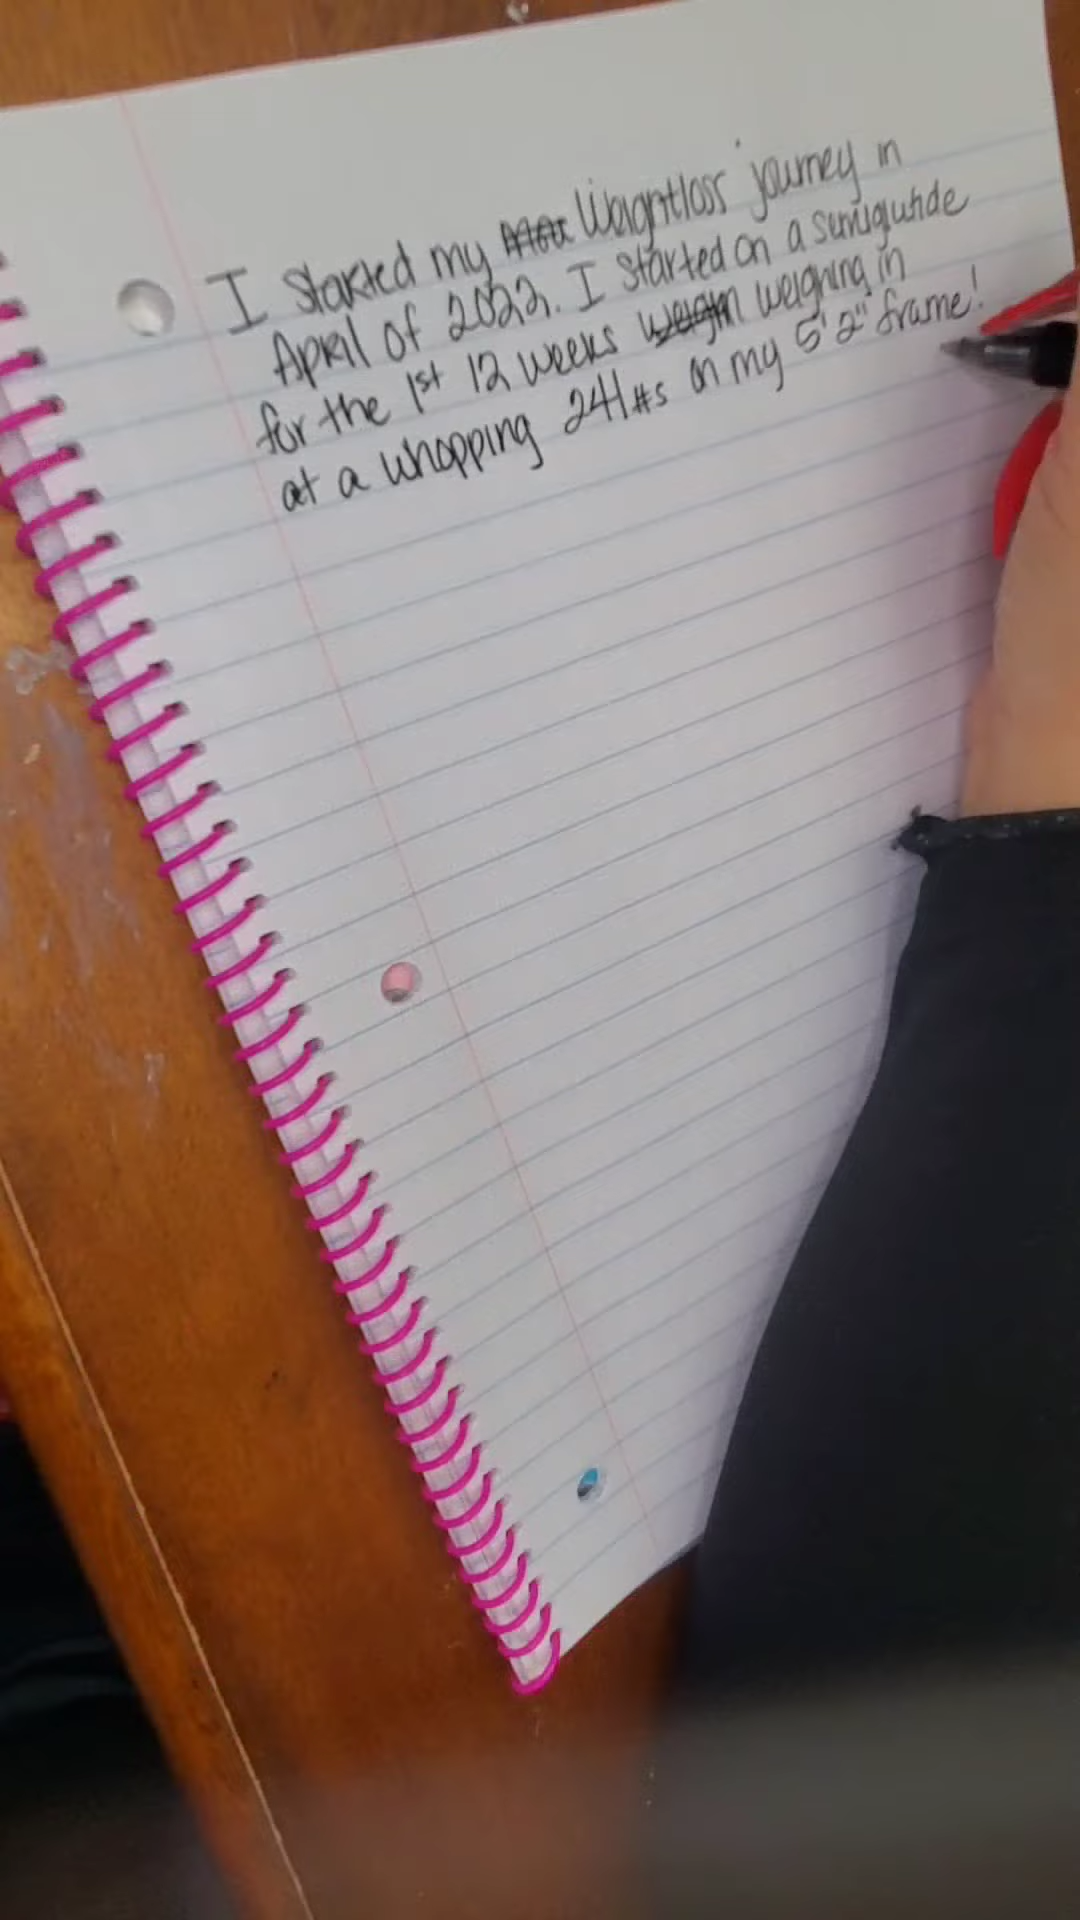 I started my Weightloss journey in
April of 2022. I started on a semiglutide
for the 1st 12 weeks weighing in
at a whopping 241#s on my 5'2" frame!